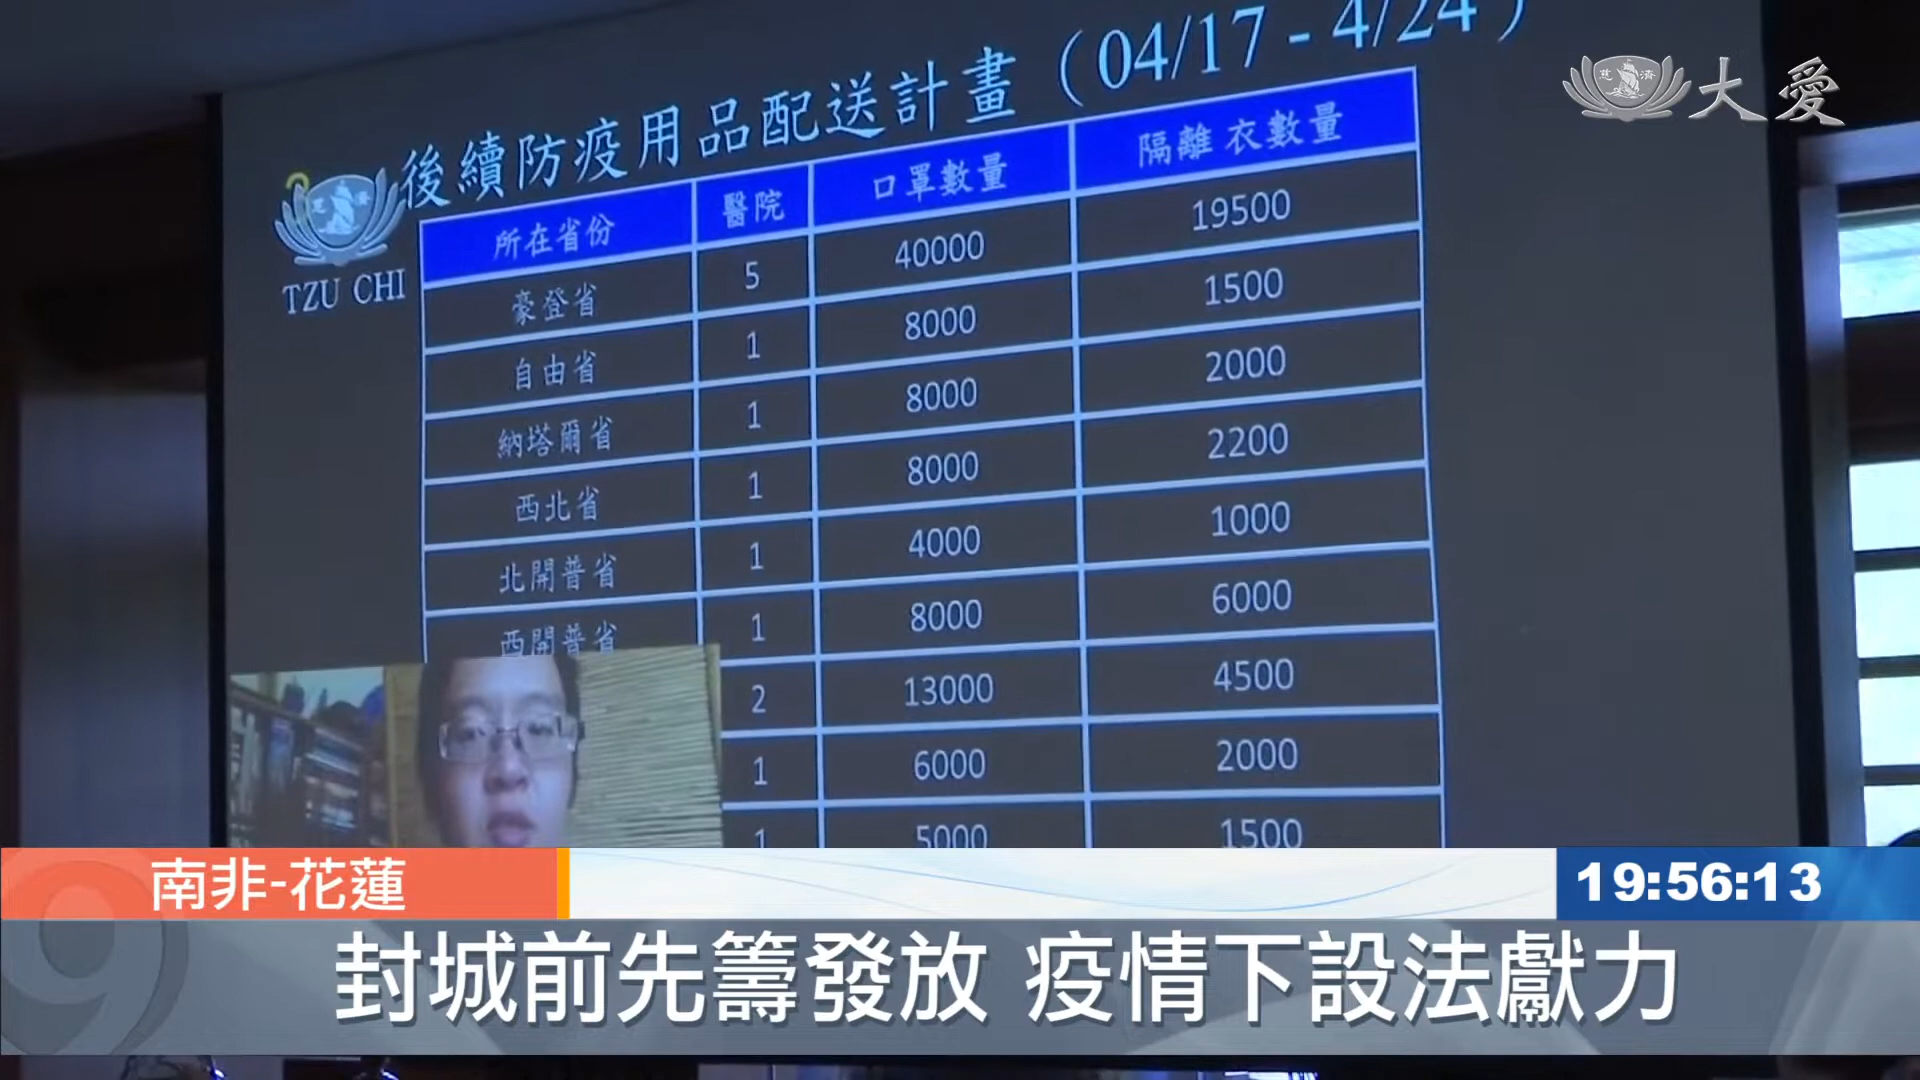 大愛
慈濟
後續防疫用品配送計畫（04/17 - 4/24）
慈濟
TZU CHI
所在省份 醫院 口罩數量 隔離衣數量
豪登省 5 40000 19500
自由省 1 8000 1500
納塔爾省 1 8000 2000
西北省 1 8000 2200
北開普省 1 4000 1000
西開普省 1 8000 6000
2 13000 4500
1 6000 2000
1 5000 1500
南非-花蓮
19:56:13
封城前先籌發放 疫情下設法獻力